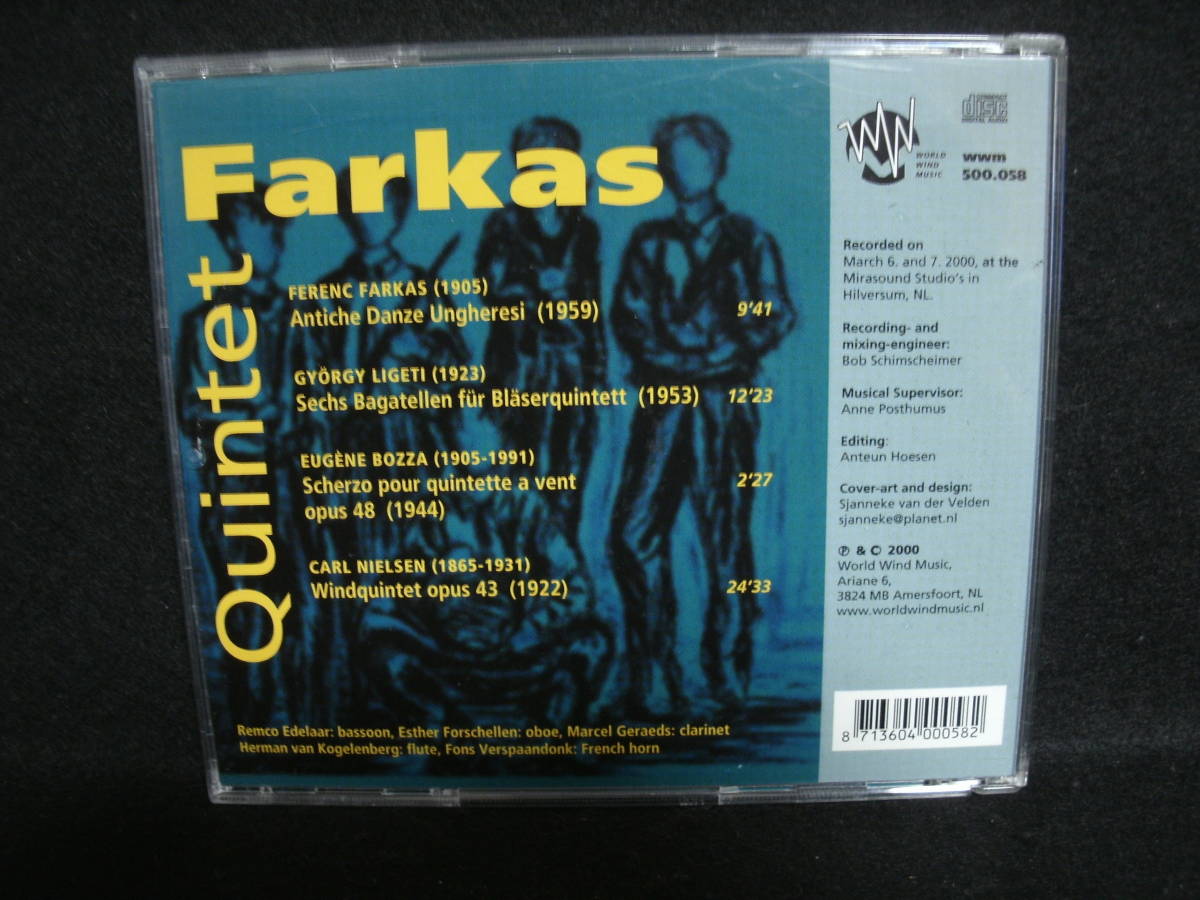 Farkas
Quintet
FERENC FARKAS (1905)
Antiche Danze Ungheresi (1959) 9'41
GYÖRGY LIGETI (1923)
Sechs Bagatellen für Bläserquintett (1953) 12'23
EUGÈNE BOZZA (1905-1991)
Scherzo pour quintette a vent 2'27
opus 48 (1944)
CARL NIELSEN (1865-1931)
Windquintet opus 43 (1922) 24'33
Remco Edelaar: bassoon, Esther Forschellen: oboe, Marcel Geraeds: clarinet
Herman van Kogelenberg: flute, Fons Verspaandonk: French horn
WORLD
WIND
MUSIC
COMPACT
disc
DIGITAL AUDIO
wwm
500.058
Recorded on
March 6. and 7. 2000, at the
Mirasound Studio's in
Hilversum, NL.
Recording- and
mixing-engineer:
Bob Schimscheimer
Musical Supervisor:
Anne Posthumus
Editing:
Anteun Hoesen
Cover-art and design:
Sjanneke van der Velden
sjanneke@planet.nl
℗ & © 2000
World Wind Music,
Ariane 6,
3824 MB Amersfoort, NL
www.worldwindmusic.nl
8 713604 000582